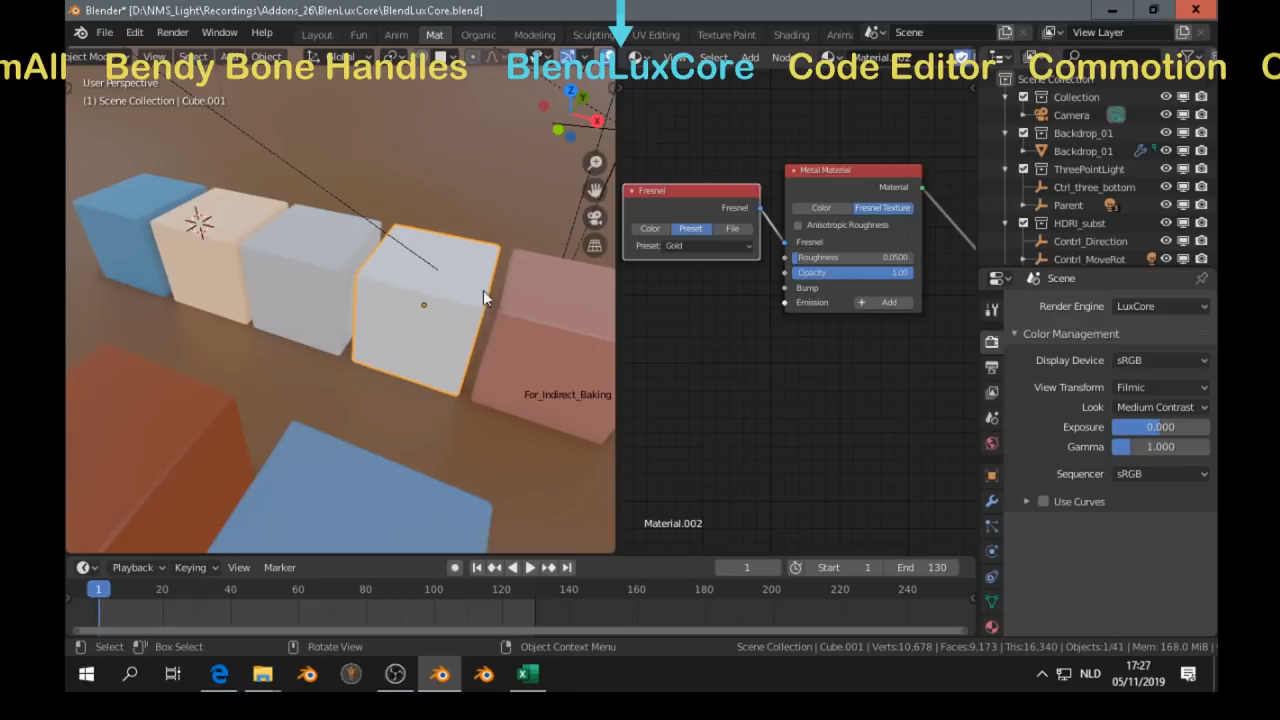 Blender* [D:\NMS_Light\Recordings\Addons_26\BlenLuxCore\BlendLuxCore.blend]
File Edit Render Window Help Layout Fun Anim Mat Organic Modeling Sculpting UV Editing Texture Paint Shading Anima Scene View Layer
mAll Bendy Bone Handles BlendLuxCore Code Editor Commotion
User Perspective
(1) Scene Collection | Cube.001
Z
Y
X
For_Indirect_Baking
Fresnel
Fresnel
Color Preset File
Preset: Gold
Metal Material
Material
Color Fresnel Texture
Anisotropic Roughness
Fresnel
Roughness 0.0500
Opacity 1.00
Bump
Emission Add
Material.002
Scene Collection
Collection
Camera
Backdrop_01
Backdrop_01
ThreePointLight
Ctrl_three_bottom
Parent
HDRI_subst
Contrl_Direction
Contrl_MoveRot
Scene
Render Engine LuxCore
Color Management
Display Device sRGB
View Transform Filmic
Look Medium Contrast
Exposure 0.000
Gamma 1.000
Sequencer sRGB
Use Curves
Playback Keying View Marker 1 Start 1 End 130
1 20 40 60 80 100 120 140 160 180 200 220 240
Select Box Select Rotate View Object Context Menu Scene Collection | Cube.001 | Verts:10,678 | Faces:9,173 | Tris:16,340 | Objects:1/41 | Mem: 168.0 MiB
NLD
17:27
05/11/2019